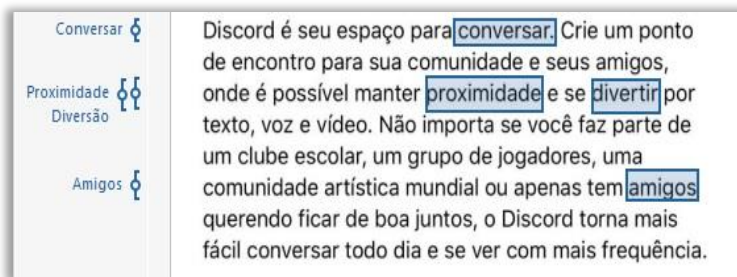 Conversar
Proximidade
Diversão
Amigos
Discord é seu espaço para conversar. Crie um ponto
de encontro para sua comunidade e seus amigos,
onde é possível manter proximidade e se divertir por
texto, voz e vídeo. Não importa se você faz parte de
um clube escolar, um grupo de jogadores, uma
comunidade artística mundial ou apenas tem amigos
querendo ficar de boa juntos, o Discord torna mais
fácil conversar todo dia e se ver com mais frequência.